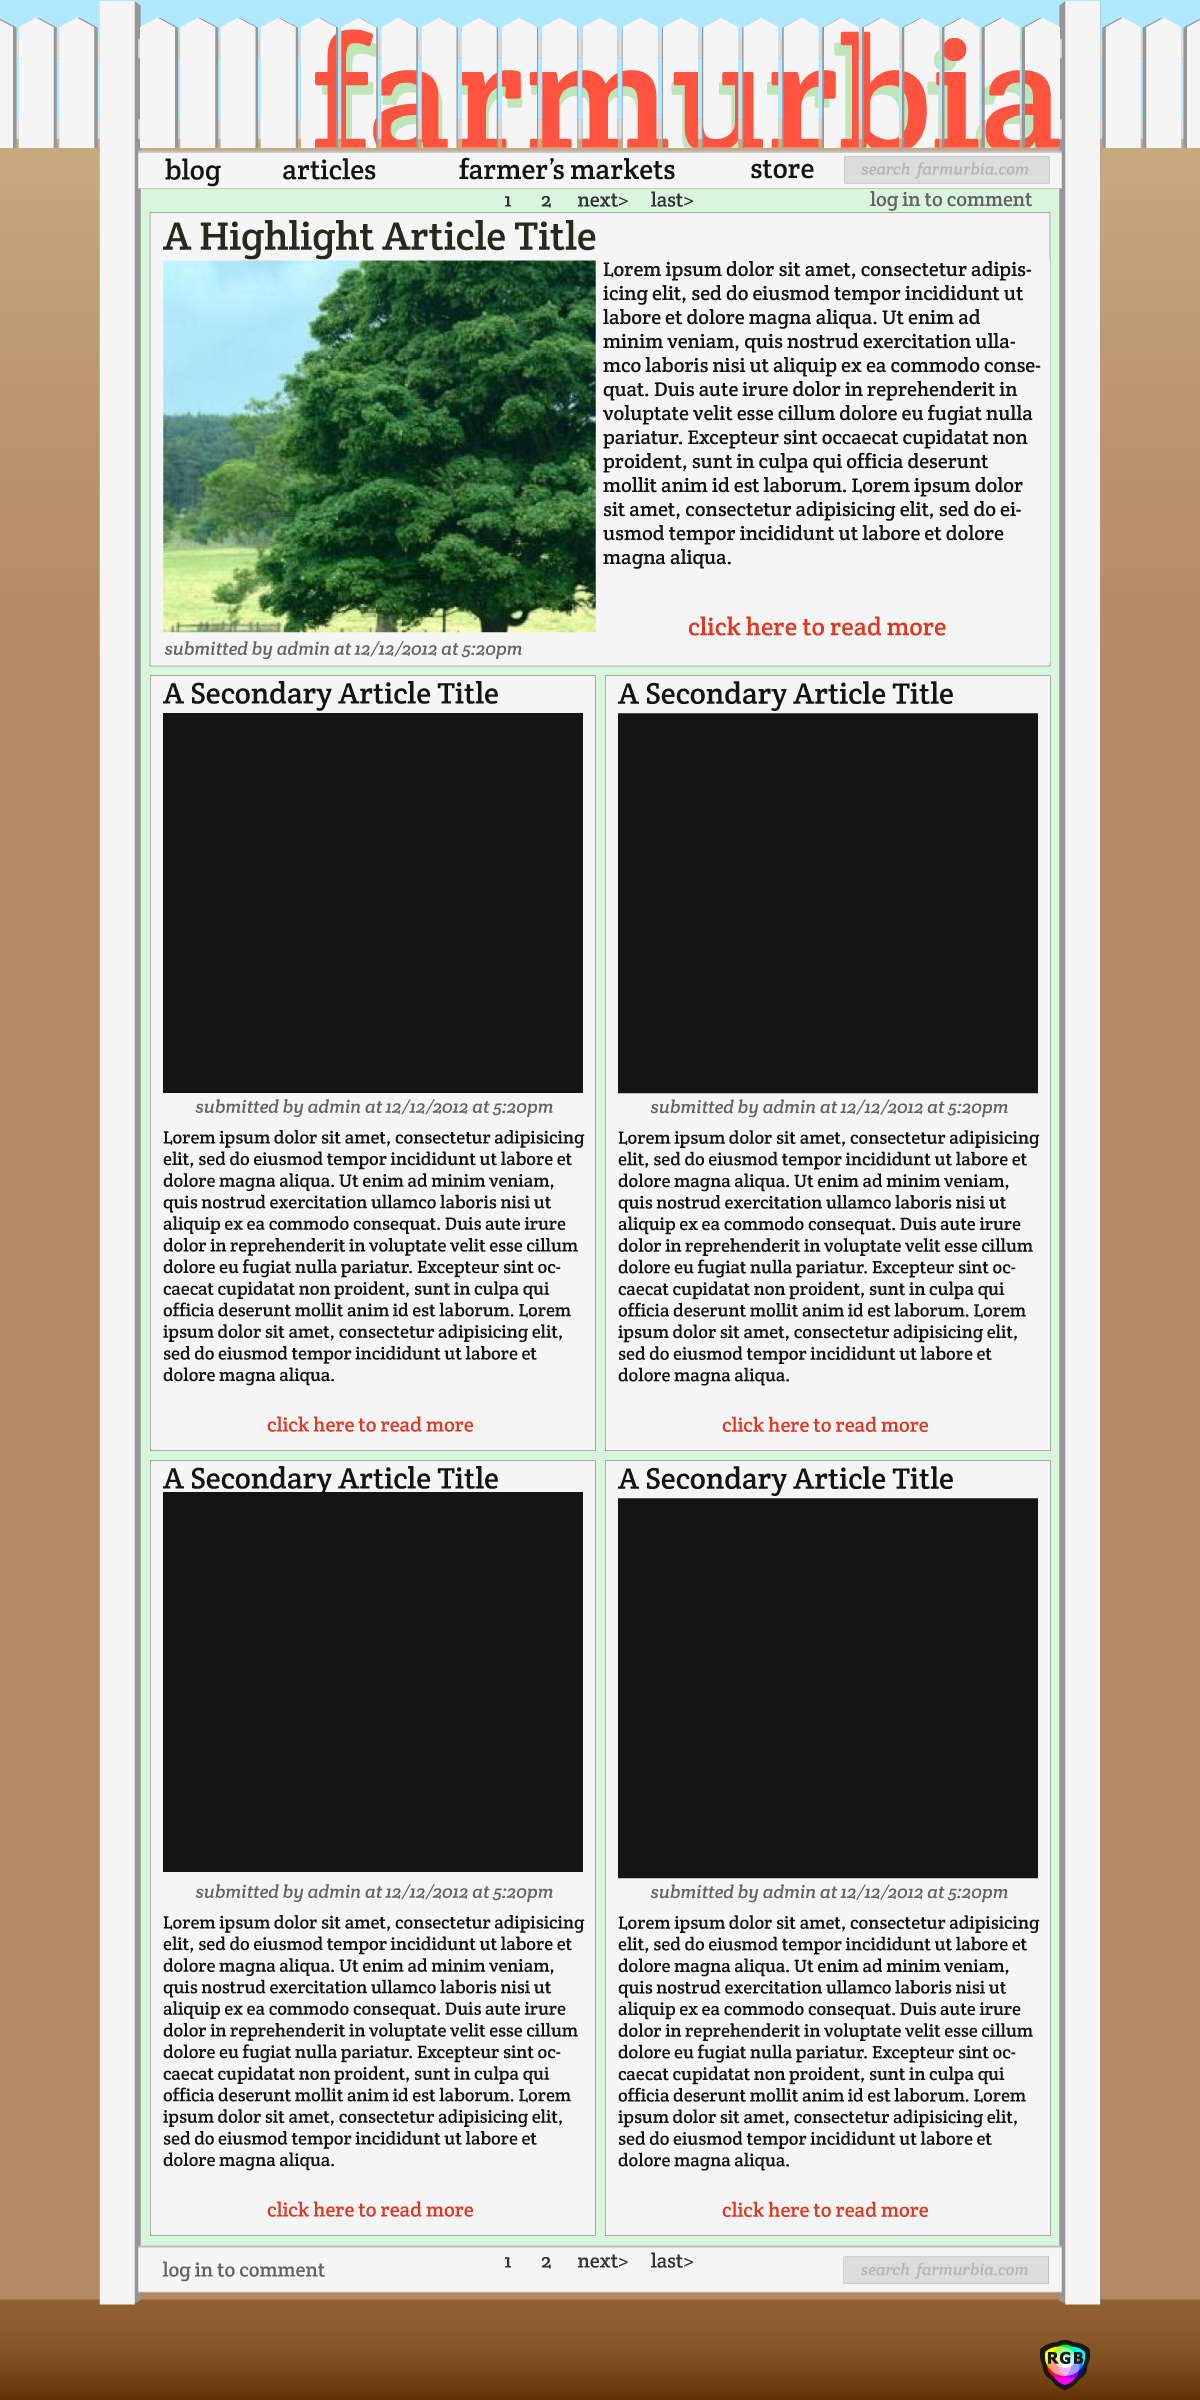 farmurbia
blog articles farmer's markets store search farmurbia.com
1 2 next> last> log in to comment
A Highlight Article Title
Lorem ipsum dolor sit amet, consectetur adipis-
icing elit, sed do eiusmod tempor incididunt ut
labore et dolore magna aliqua. Ut enim ad
minim veniam, quis nostrud exercitation ulla-
mco laboris nisi ut aliquip ex ea commodo conse-
quat. Duis aute irure dolor in reprehenderit in
voluptate velit esse cillum dolore eu fugiat nulla
pariatur. Excepteur sint occaecat cupidatat non
proident, sunt in culpa qui officia deserunt
mollit anim id est laborum. Lorem ipsum dolor
sit amet, consectetur adipisicing elit, sed do ei-
usmod tempor incididunt ut labore et dolore
magna aliqua.
click here to read more
submitted by admin at 12/12/2012 at 5:20pm
A Secondary Article Title
submitted by admin at 12/12/2012 at 5:20pm
Lorem ipsum dolor sit amet, consectetur adipisicing
elit, sed do eiusmod tempor incididunt ut labore et
dolore magna aliqua. Ut enim ad minim veniam,
quis nostrud exercitation ullamco laboris nisi ut
aliquip ex ea commodo consequat. Duis aute irure
dolor in reprehenderit in voluptate velit esse cillum
dolore eu fugiat nulla pariatur. Excepteur sint oc-
caecat cupidatat non proident, sunt in culpa qui
officia deserunt mollit anim id est laborum. Lorem
ipsum dolor sit amet, consectetur adipisicing elit,
sed do eiusmod tempor incididunt ut labore et
dolore magna aliqua.
click here to read more
A Secondary Article Title
submitted by admin at 12/12/2012 at 5:20pm
Lorem ipsum dolor sit amet, consectetur adipisicing
elit, sed do eiusmod tempor incididunt ut labore et
dolore magna aliqua. Ut enim ad minim veniam,
quis nostrud exercitation ullamco laboris nisi ut
aliquip ex ea commodo consequat. Duis aute irure
dolor in reprehenderit in voluptate velit esse cillum
dolore eu fugiat nulla pariatur. Excepteur sint oc-
caecat cupidatat non proident, sunt in culpa qui
officia deserunt mollit anim id est laborum. Lorem
ipsum dolor sit amet, consectetur adipisicing elit,
sed do eiusmod tempor incididunt ut labore et
dolore magna aliqua.
click here to read more
A Secondary Article Title
submitted by admin at 12/12/2012 at 5:20pm
Lorem ipsum dolor sit amet, consectetur adipisicing
elit, sed do eiusmod tempor incididunt ut labore et
dolore magna aliqua. Ut enim ad minim veniam,
quis nostrud exercitation ullamco laboris nisi ut
aliquip ex ea commodo consequat. Duis aute irure
dolor in reprehenderit in voluptate velit esse cillum
dolore eu fugiat nulla pariatur. Excepteur sint oc-
caecat cupidatat non proident, sunt in culpa qui
officia deserunt mollit anim id est laborum. Lorem
ipsum dolor sit amet, consectetur adipisicing elit,
sed do eiusmod tempor incididunt ut labore et
dolore magna aliqua.
click here to read more
A Secondary Article Title
submitted by admin at 12/12/2012 at 5:20pm
Lorem ipsum dolor sit amet, consectetur adipisicing
elit, sed do eiusmod tempor incididunt ut labore et
dolore magna aliqua. Ut enim ad minim veniam,
quis nostrud exercitation ullamco laboris nisi ut
aliquip ex ea commodo consequat. Duis aute irure
dolor in reprehenderit in voluptate velit esse cillum
dolore eu fugiat nulla pariatur. Excepteur sint oc-
caecat cupidatat non proident, sunt in culpa qui
officia deserunt mollit anim id est laborum. Lorem
ipsum dolor sit amet, consectetur adipisicing elit,
sed do eiusmod tempor incididunt ut labore et
dolore magna aliqua.
click here to read more
log in to comment 1 2 next> last> search farmurbia.com
RGB